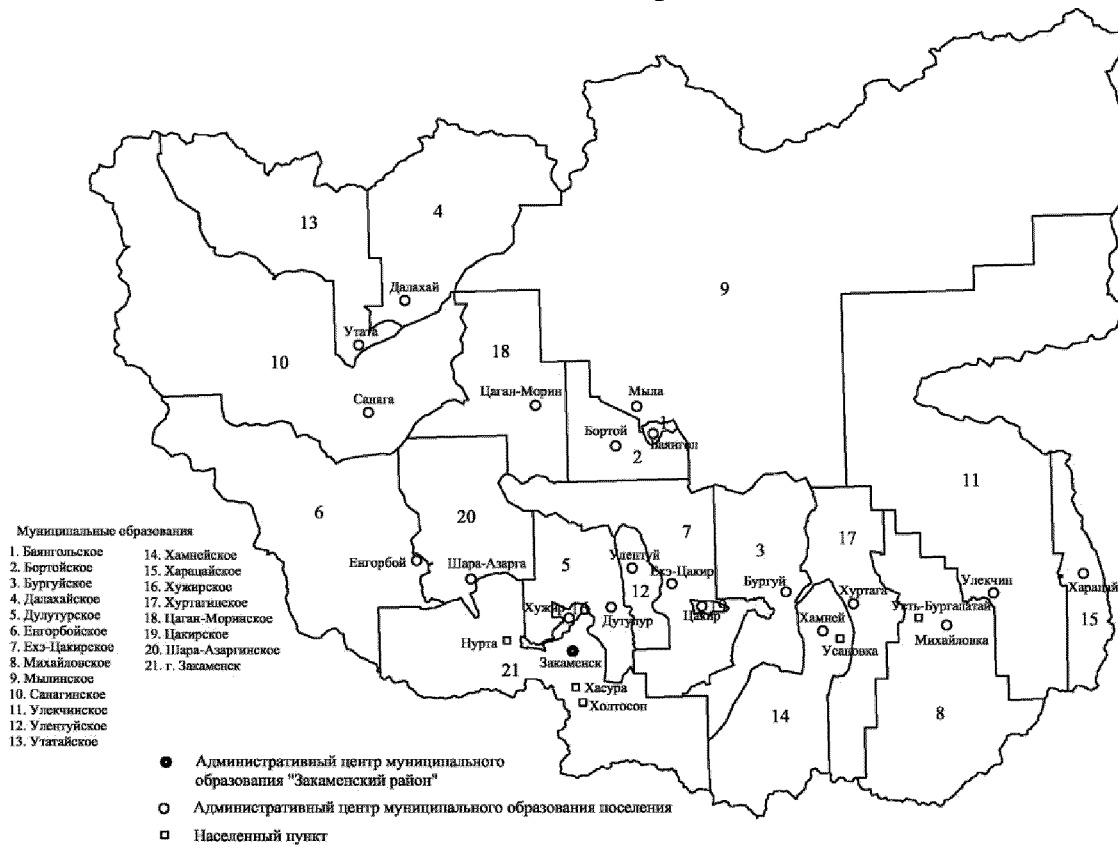 13
4
9
Далахай
Утата
10
18
Санага
Цаган-Морин
Мыла
1
Бортой
Баянгол
2
11
6
20
7
3
17
Енгорбой
Шара-Азарга
5
Улентуй
Ехэ-Цакир
12
Бургуй
Улекчин
Харацай
15
Хужир
Дутулур
Цакир
Хуртага
Хамней
Усть-Бургалтай
Михайловка
Усановка
Нурта
Закаменск
21
Хасура
Холтосон
14
8
Муниципальные образования
1. Баянгольское
2. Бортойское
3. Бургуйское
4. Далахайское
5. Дулутурское
6. Енгорбойское
7. Ехэ-Цакирское
8. Михайловское
9. Мылинское
10. Санагинское
11. Улекчинское
12. Улентуйское
13. Утатайское
14. Хамнейское
15. Харацайское
16. Хужирское
17. Хуртагинское
18. Цаган-Моринское
19. Цакирское
20. Шара-Азаргинское
21. г. Закаменск
Административный центр муниципального
образования "Закаменский район"
Административный центр муниципального образования поселения
Населенный пункт